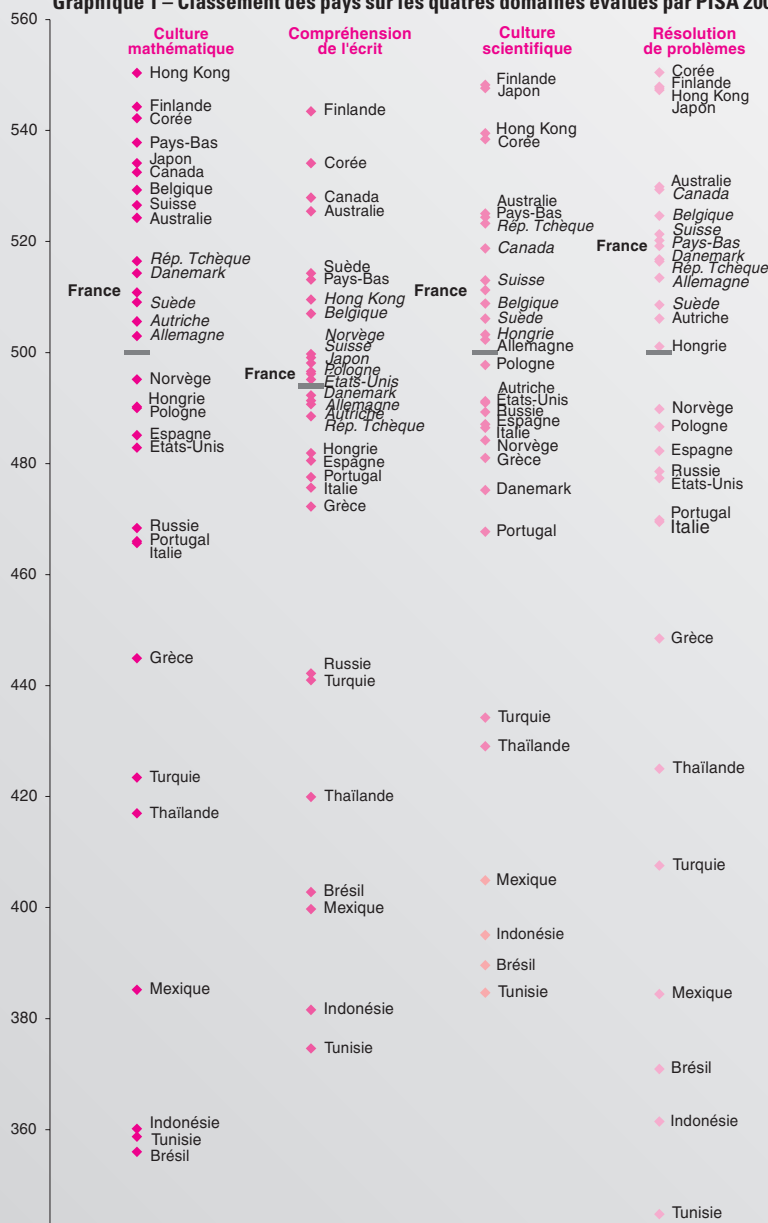 Graphique 1 – Classement des pays sur les quatres domaines évalués par PISA 200
560
540
520
500
480
460
440
420
400
380
360
Culture
mathématique
Hong Kong
Finlande
Corée
Pays-Bas
Japon
Canada
Belgique
Suisse
Australie
Rép. Tchèque
Danemark
France
Suède
Autriche
Allemagne
Norvège
Hongrie
Pologne
Espagne
États-Unis
Russie
Portugal
Italie
Grèce
Turquie
Thaïlande
Mexique
Indonésie
Tunisie
Brésil
Compréhension
de l'écrit
Finlande
Corée
Canada
Australie
Suède
Pays-Bas
Hong Kong
Belgique
Norvège
Suisse
Japon
Pologne
France
États-Unis
Danemark
Allemagne
Autriche
Rép. Tchèque
Hongrie
Espagne
Portugal
Italie
Grèce
Russie
Turquie
Thaïlande
Brésil
Mexique
Indonésie
Tunisie
Culture
scientifique
Finlande
Japon
Hong Kong
Corée
Australie
Pays-Bas
Rép. Tchèque
Canada
Suisse
France
Belgique
Suède
Hongrie
Allemagne
Pologne
Autriche
États-Unis
Russie
Espagne
Italie
Norvège
Grèce
Danemark
Portugal
Turquie
Thaïlande
Mexique
Indonésie
Brésil
Tunisie
Résolution
de problèmes
Corée
Finlande
Hong Kong
Japon
Australie
Canada
Belgique
Suisse
France
Pays-Bas
Danemark
Rép. Tchèque
Allemagne
Suède
Autriche
Hongrie
Norvège
Pologne
Espagne
Russie
États-Unis
Portugal
Italie
Grèce
Thaïlande
Turquie
Mexique
Brésil
Indonésie
Tunisie